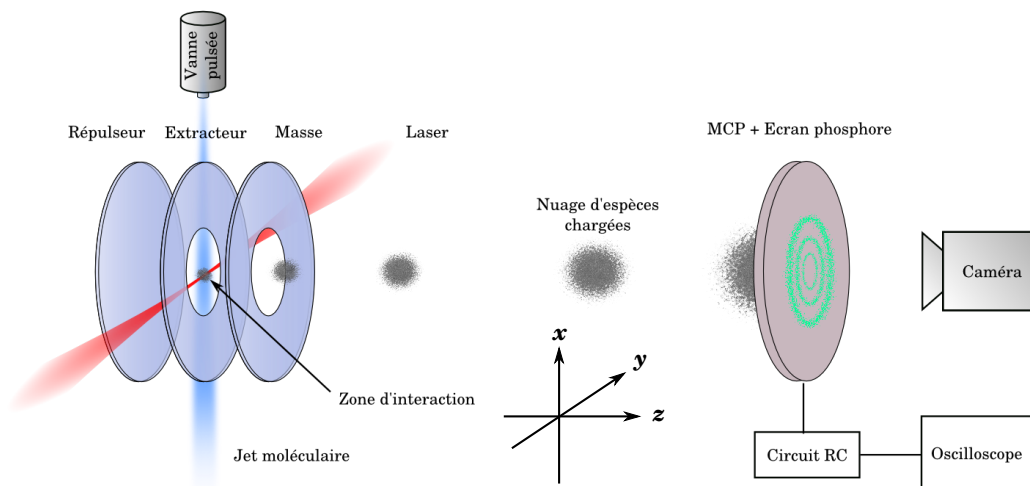 Vanne
pulsée
Répulseur
Extracteur
Masse
Laser
MCP + Ecran phosphore
Nuage d'espèces
chargées
Caméra
x
y
z
Zone d'interaction
Jet moléculaire
Circuit RC
Oscilloscope